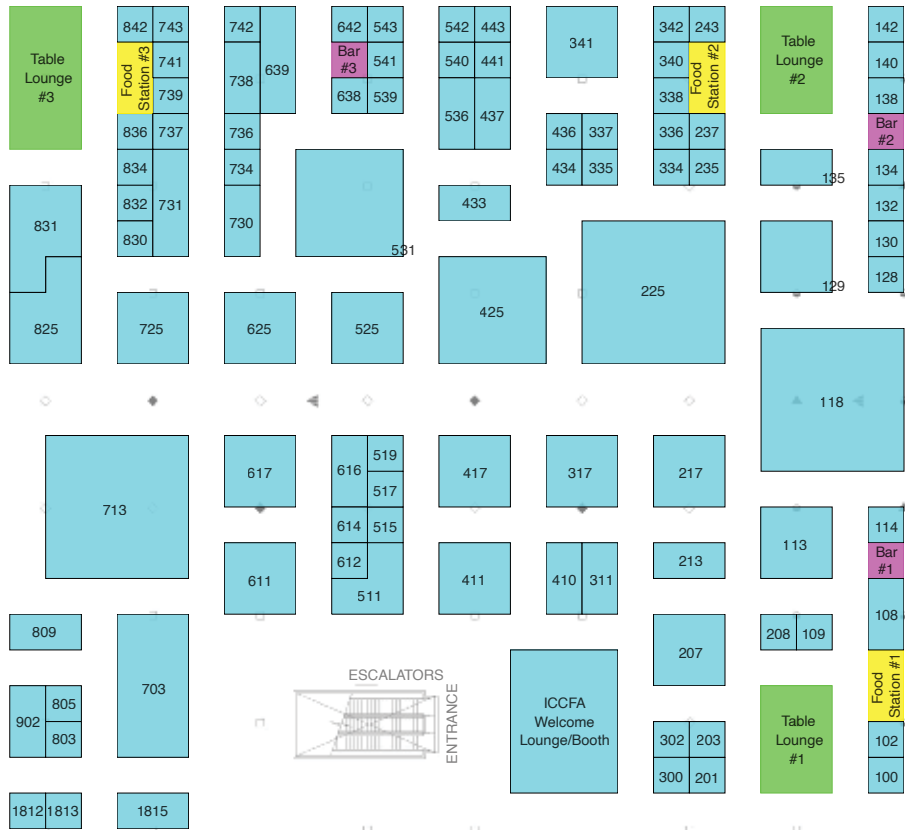 842 743 742 642 543 542 443 342 243 142
341
Table
Lounge
#3
Food
Station #3
741
639
Bar
#3
541
540 441
340
Food
Station #2
Table
Lounge
#2
140
738
739
638 539
536 437
338
138
836 737 736
436 337
336 237
Bar
#2
834 734
434 335
334 235
134
135
832 731
433
132
831
830
730
531
130
225
129
128
825 725 625 525
425
118
713
617
616
519
517
417 317 217
614 515
114
113
Bar
#1
612
611
511
411
410 311
213
108
809
208 109
207
703
ESCALATORS
ENTRANCE
ICCFA
Welcome
Lounge/Booth
Food
Station #1
902
805
803
302 203
300 201
Table
Lounge
#1
102
100
1812 1813 1815